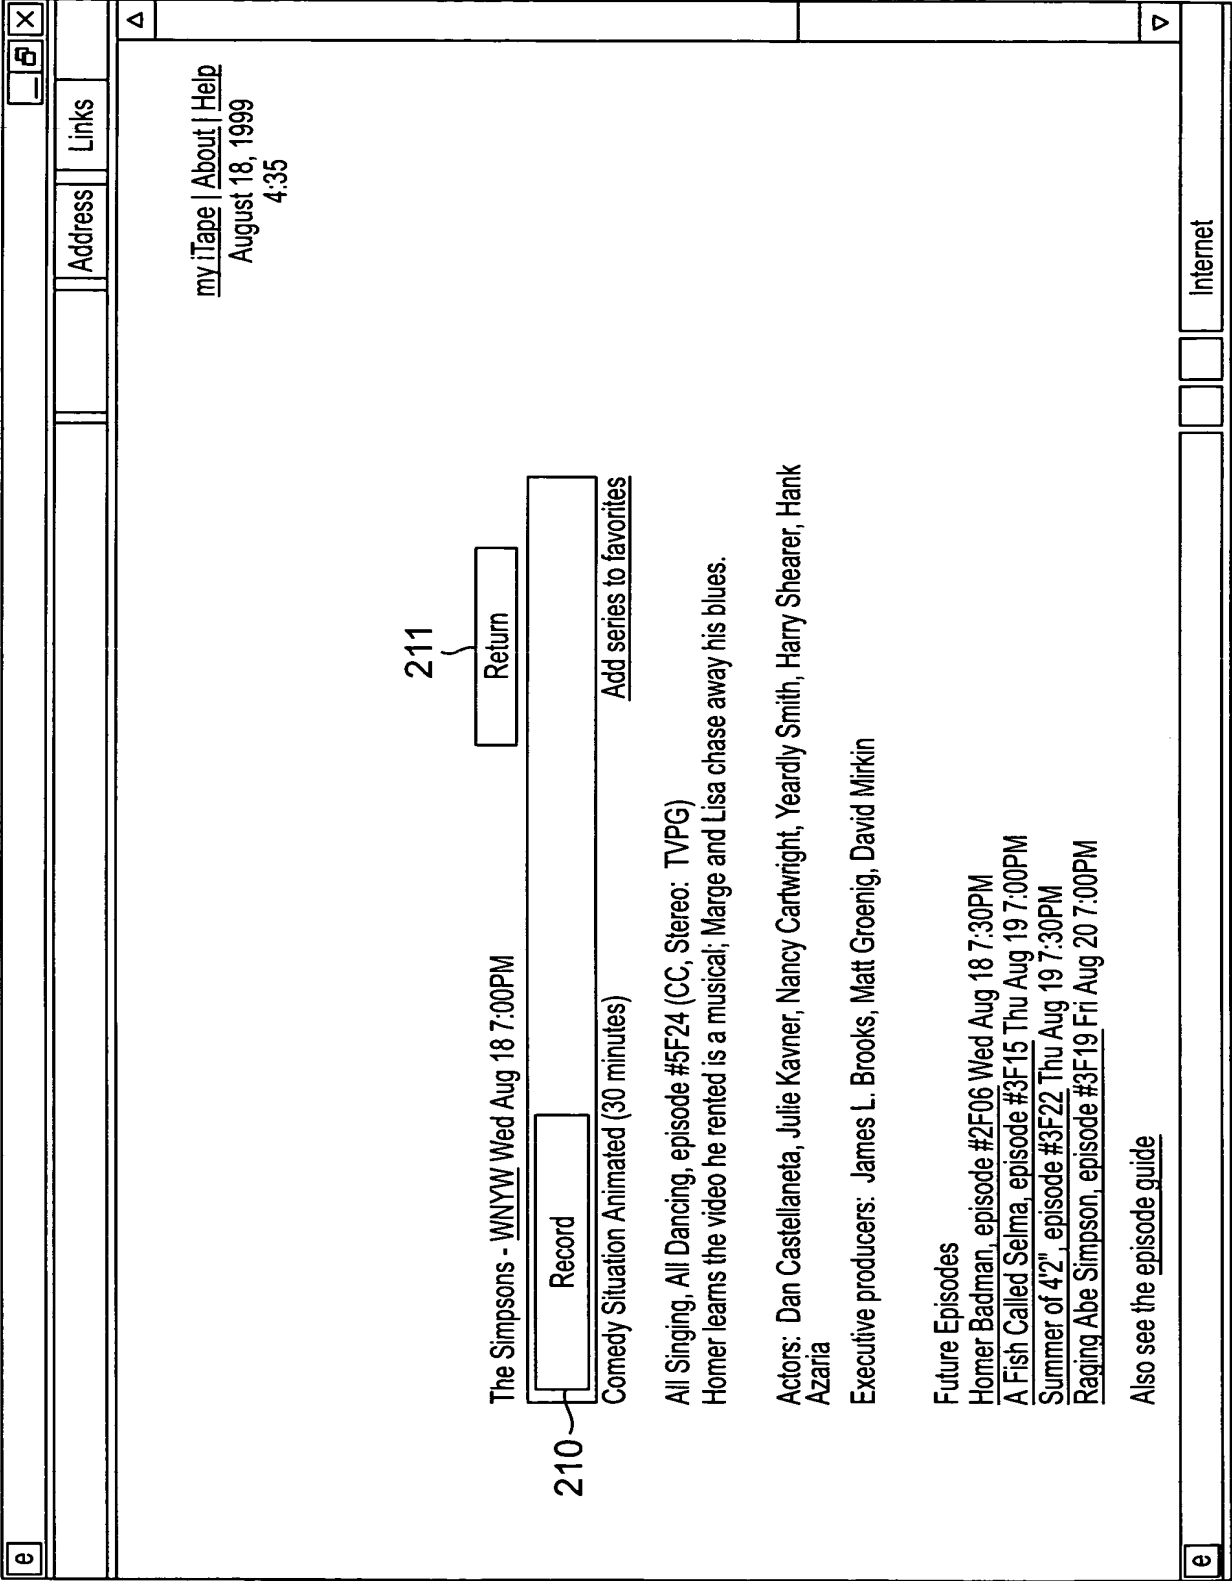 e
Address
Links
my iTape | About | Help
August 18, 1999
4:35
211
The Simpsons - WNYW Wed Aug 18 7:00PM
Return
210
Record
Comedy Situation Animated (30 minutes)
Add series to favorites
All Singing, All Dancing, episode #5F24 (CC, Stereo: TVPG)
Homer learns the video he rented is a musical; Marge and Lisa chase away his blues.
Actors: Dan Castellaneta, Julie Kavner, Nancy Cartwright, Yeardly Smith, Harry Shearer, Hank
Azaria
Executive producers: James L. Brooks, Matt Groenig, David Mirkin
Future Episodes
Homer Badman, episode #2F06 Wed Aug 18 7:30PM
A Fish Called Selma, episode #3F15 Thu Aug 19 7:00PM
Summer of 4'2", episode #3F22 Thu Aug 19 7:30PM
Raging Abe Simpson, episode #3F19 Fri Aug 20 7:00PM
Also see the episode guide
e
Internet